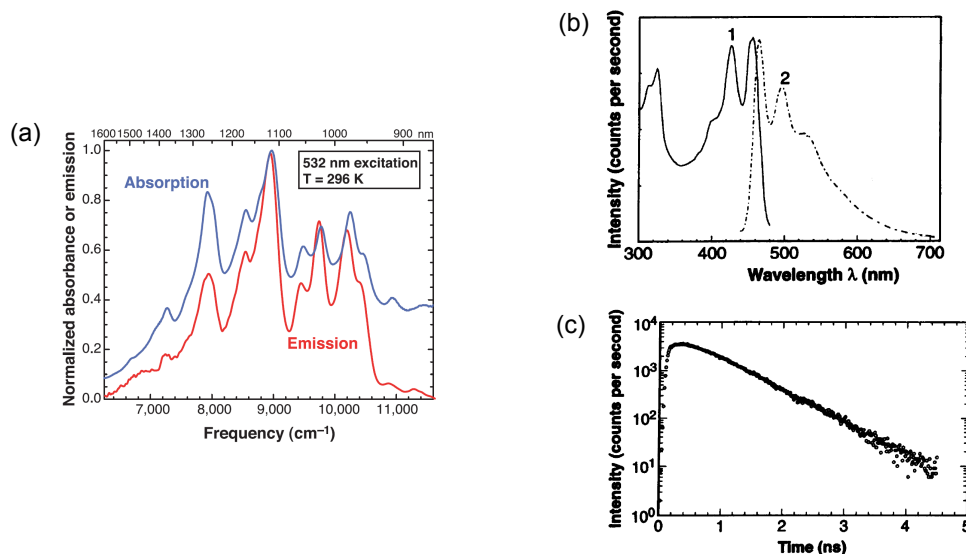 (a)
1600 1500 1400 1300 1200 1100 1000 900 nm
Normalized absorbance or emission
1.0
0.8
0.6
0.4
0.2
0.0
Absorption
532 nm excitation
T = 296 K
Emission
7,000 8,000 9,000 10,000 11,000
Frequency (cm⁻¹)
(b)
Intensity (counts per second)
1
2
300 400 500 600 700
Wavelength λ (nm)
(c)
Intensity (counts per second)
10⁴
10³
10²
10¹
10⁰
0 1 2 3 4 5
Time (ns)